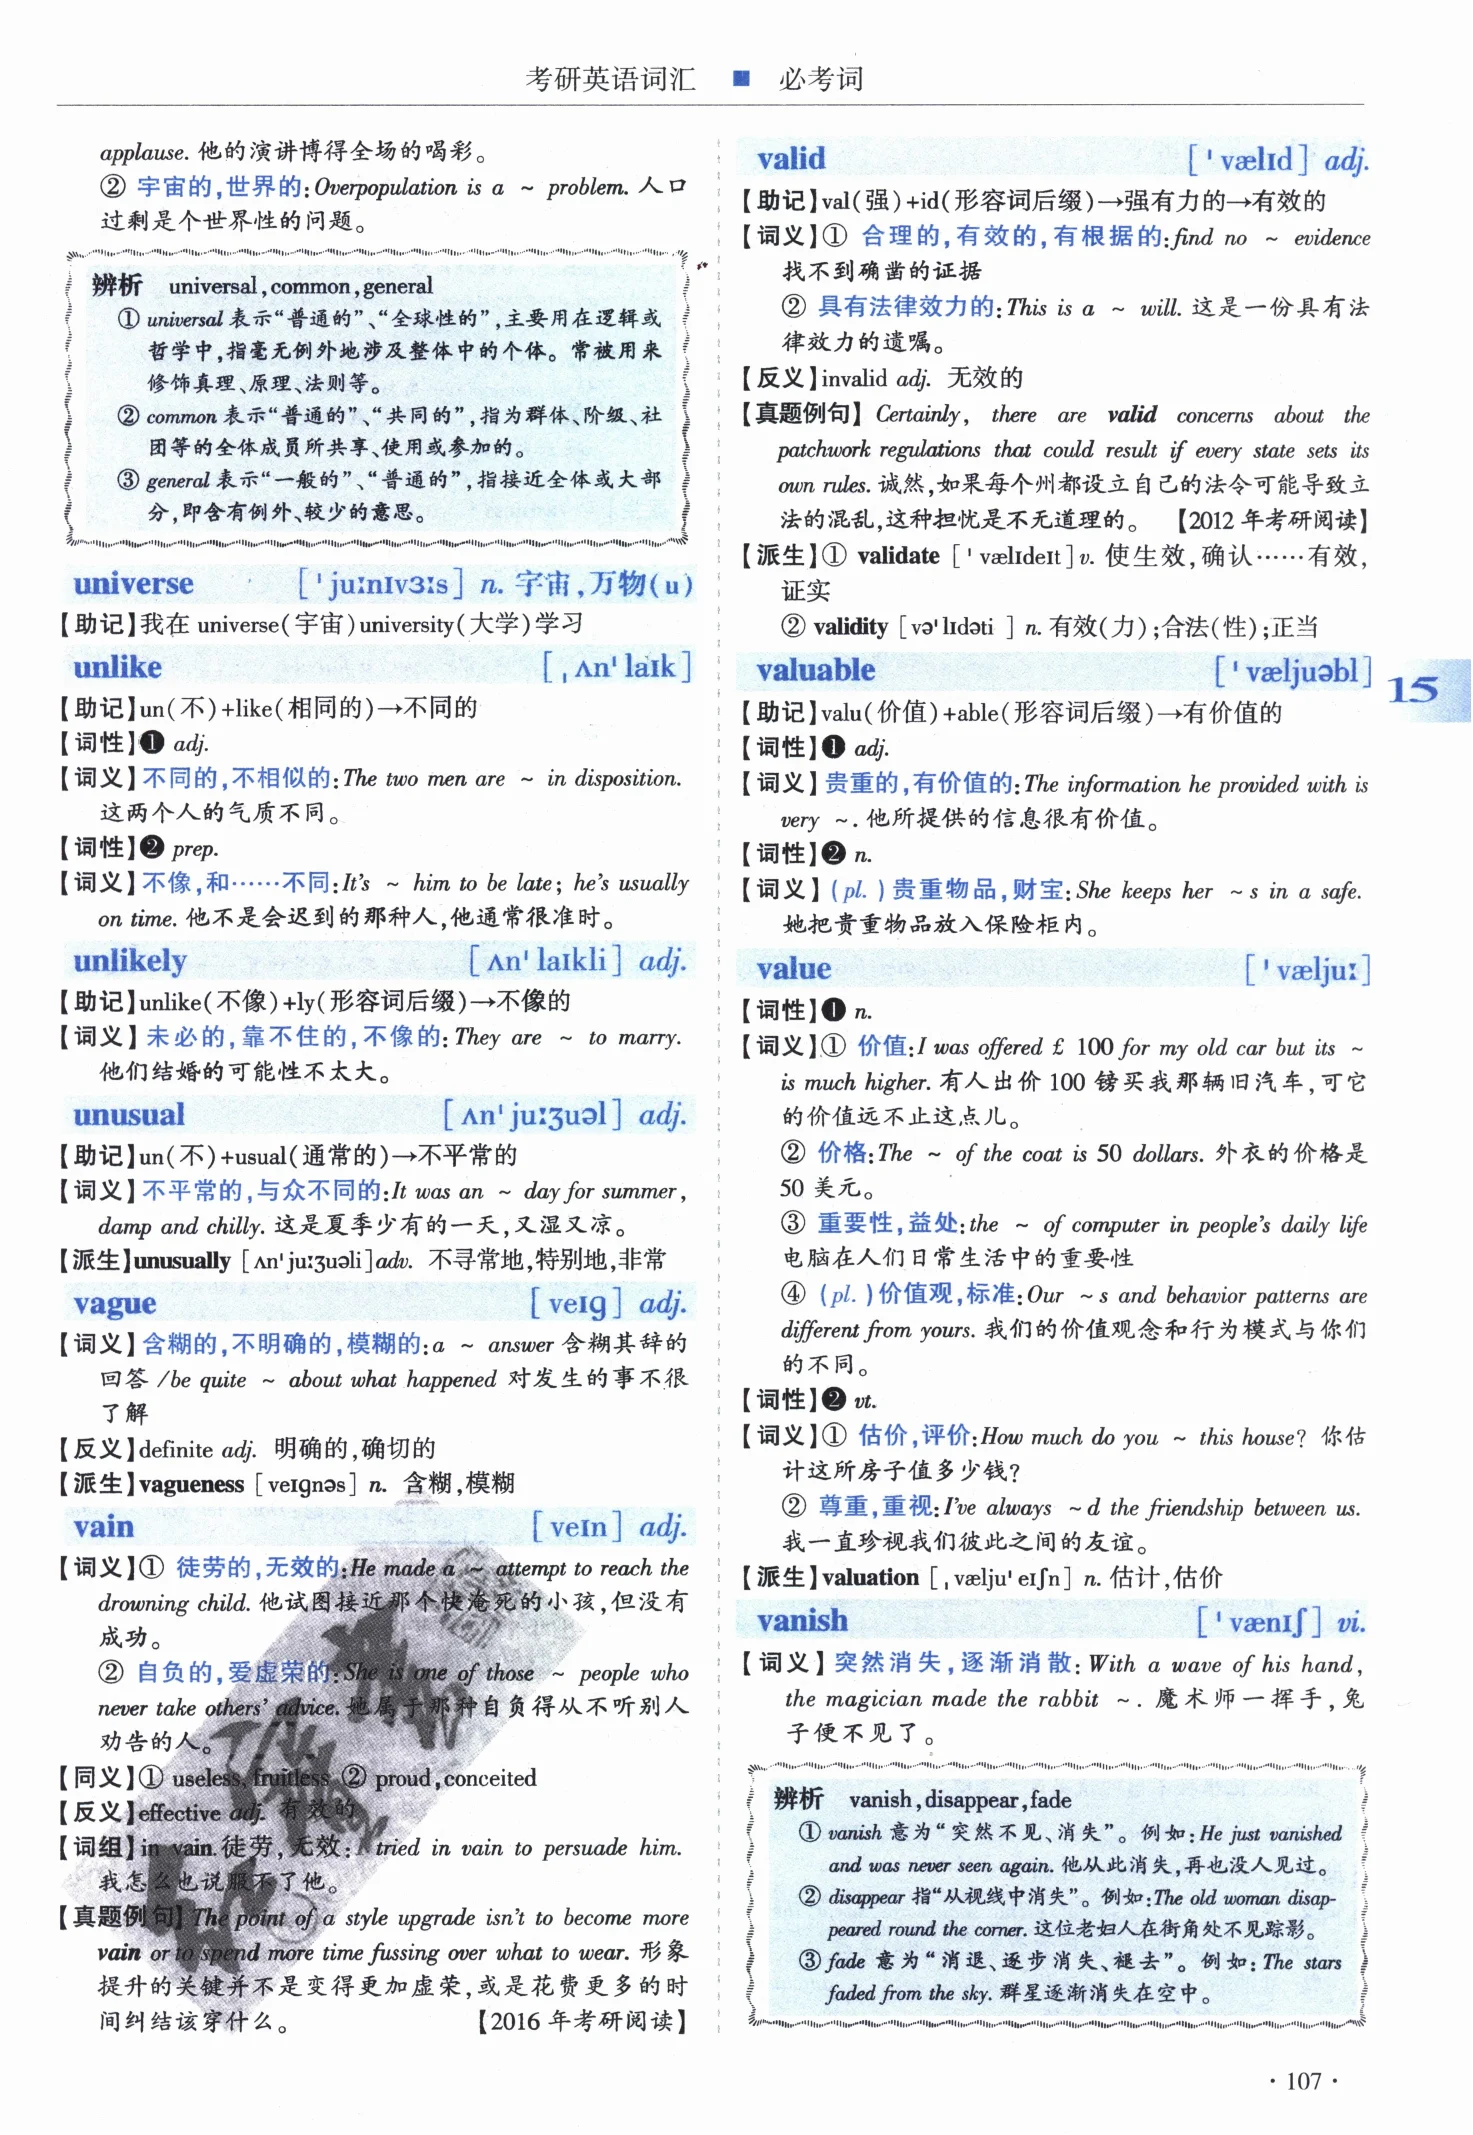 考研英语词汇 ■ 必考词
applause. 他的演讲博得全场的喝彩。
② 宇宙的,世界的:Overpopulation is a ~ problem. 人口
过剩是个世界性的问题。
辨析 universal,common,general
① universal 表示“普通的”、“全球性的”,主要用在逻辑或
哲学中,指毫无例外地涉及整体中的个体。常被用来
修饰真理、原理、法则等。
② common 表示“普通的”、“共同的”,指为群体、阶级、社
团等的全体成员所共享、使用或参加的。
③ general 表示“一般的”、“普通的”,指接近全体或大部
分,即含有例外、较少的意思。
universe [ˈjuːnɪvɜːs] n. 宇宙,万物(u)
【助记】我在 universe(宇宙)university(大学)学习
unlike [ˌʌnˈlaɪk]
【助记】un(不)+like(相同的)→不同的
【词性】❶ adj.
【词义】不同的,不相似的:The two men are ~ in disposition.
这两个人的气质不同。
【词性】❷ prep.
【词义】不像,和……不同:It's ~ him to be late; he's usually
on time. 他不是会迟到的那种人,他通常很准时。
unlikely [ʌnˈlaɪkli] adj.
【助记】unlike(不像)+ly(形容词后缀)→不像的
【词义】未必的,靠不住的,不像的:They are ~ to marry.
他们结婚的可能性不太大。
unusual [ʌnˈjuːʒuəl] adj.
【助记】un(不)+usual(通常的)→不平常的
【词义】不平常的,与众不同的:It was an ~ day for summer,
damp and chilly. 这是夏季少有的一天,又湿又凉。
【派生】unusually [ʌnˈjuːʒuəli]adv. 不寻常地,特别地,非常
vague [veɪɡ] adj.
【词义】含糊的,不明确的,模糊的:a ~ answer 含糊其辞的
回答 /be quite ~ about what happened 对发生的事不很
了解
【反义】definite adj. 明确的,确切的
【派生】vagueness [veɪɡnəs] n. 含糊,模糊
vain [veɪn] adj.
【词义】① 徒劳的,无效的:He made a ~ attempt to reach the
drowning child. 他试图接近那个快淹死的小孩,但没有
成功。
② 自负的,爱虚荣的:She is one of those ~ people who
never take others' advice. 她属于那种自负得从不听别人
劝告的人。
【同义】① useless, fruitless ② proud,conceited
【反义】effective adj. 有效的
【词组】in vain.徒劳,无效:I tried in vain to persuade him.
我怎么也说服不了他。
【真题例句】The point of a style upgrade isn't to become more
vain or to spend more time fussing over what to wear. 形象
提升的关键并不是变得更加虚荣,或是花费更多的时
间纠结该穿什么。 【2016 年考研阅读】
valid [ˈvælɪd] adj.
【助记】val(强)+id(形容词后缀)→强有力的→有效的
【词义】① 合理的,有效的,有根据的:find no ~ evidence
找不到确凿的证据
② 具有法律效力的:This is a ~ will. 这是一份具有法
律效力的遗嘱。
【反义】invalid adj. 无效的
【真题例句】Certainly, there are valid concerns about the
patchwork regulations that could result if every state sets its
own rules. 诚然,如果每个州都设立自己的法令可能导致立
法的混乱,这种担忧是不无道理的。 【2012 年考研阅读】
【派生】① validate [ˈvælɪdeɪt]v. 使生效,确认……有效,
证实
② validity [vəˈlɪdəti ] n. 有效(力);合法(性);正当
valuable [ˈvæljuəbl]
【助记】valu(价值)+able(形容词后缀)→有价值的
【词性】❶ adj.
【词义】贵重的,有价值的:The information he provided with is
very ~. 他所提供的信息很有价值。
【词性】❷ n.
【词义】(pl. )贵重物品,财宝:She keeps her ~s in a safe.
她把贵重物品放入保险柜内。
value [ˈvæljuː]
【词性】❶ n.
【词义】① 价值:I was offered £ 100 for my old car but its ~
is much higher. 有人出价 100 镑买我那辆旧汽车,可它
的价值远不止这点儿。
② 价格:The ~ of the coat is 50 dollars. 外衣的价格是
50 美元。
③ 重要性,益处:the ~ of computer in people's daily life
电脑在人们日常生活中的重要性
④ (pl. )价值观,标准:Our ~s and behavior patterns are
different from yours. 我们的价值观念和行为模式与你们
的不同。
【词性】❷ vt.
【词义】① 估价,评价:How much do you ~ this house? 你估
计这所房子值多少钱?
② 尊重,重视:I've always ~d the friendship between us.
我一直珍视我们彼此之间的友谊。
【派生】valuation [ˌvæljuˈeɪʃn] n. 估计,估价
vanish [ˈvænɪʃ] vi.
【词义】突然消失,逐渐消散:With a wave of his hand,
the magician made the rabbit ~. 魔术师一挥手,兔
子便不见了。
辨析 vanish,disappear,fade
① vanish 意为“突然不见、消失”。例如:He just vanished
and was never seen again. 他从此消失,再也没人见过。
② disappear 指“从视线中消失”。例如:The old woman disap-
peared round the corner. 这位老妇人在街角处不见踪影。
③ fade 意为“消退、逐步消失、褪去”。例如:The stars
faded from the sky. 群星逐渐消失在空中。
15
·107·